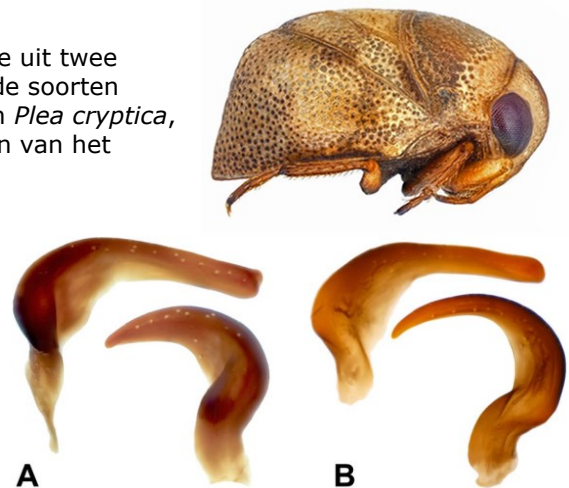 e uit twee
de soorten
n Plea cryptica,
n van het
A B